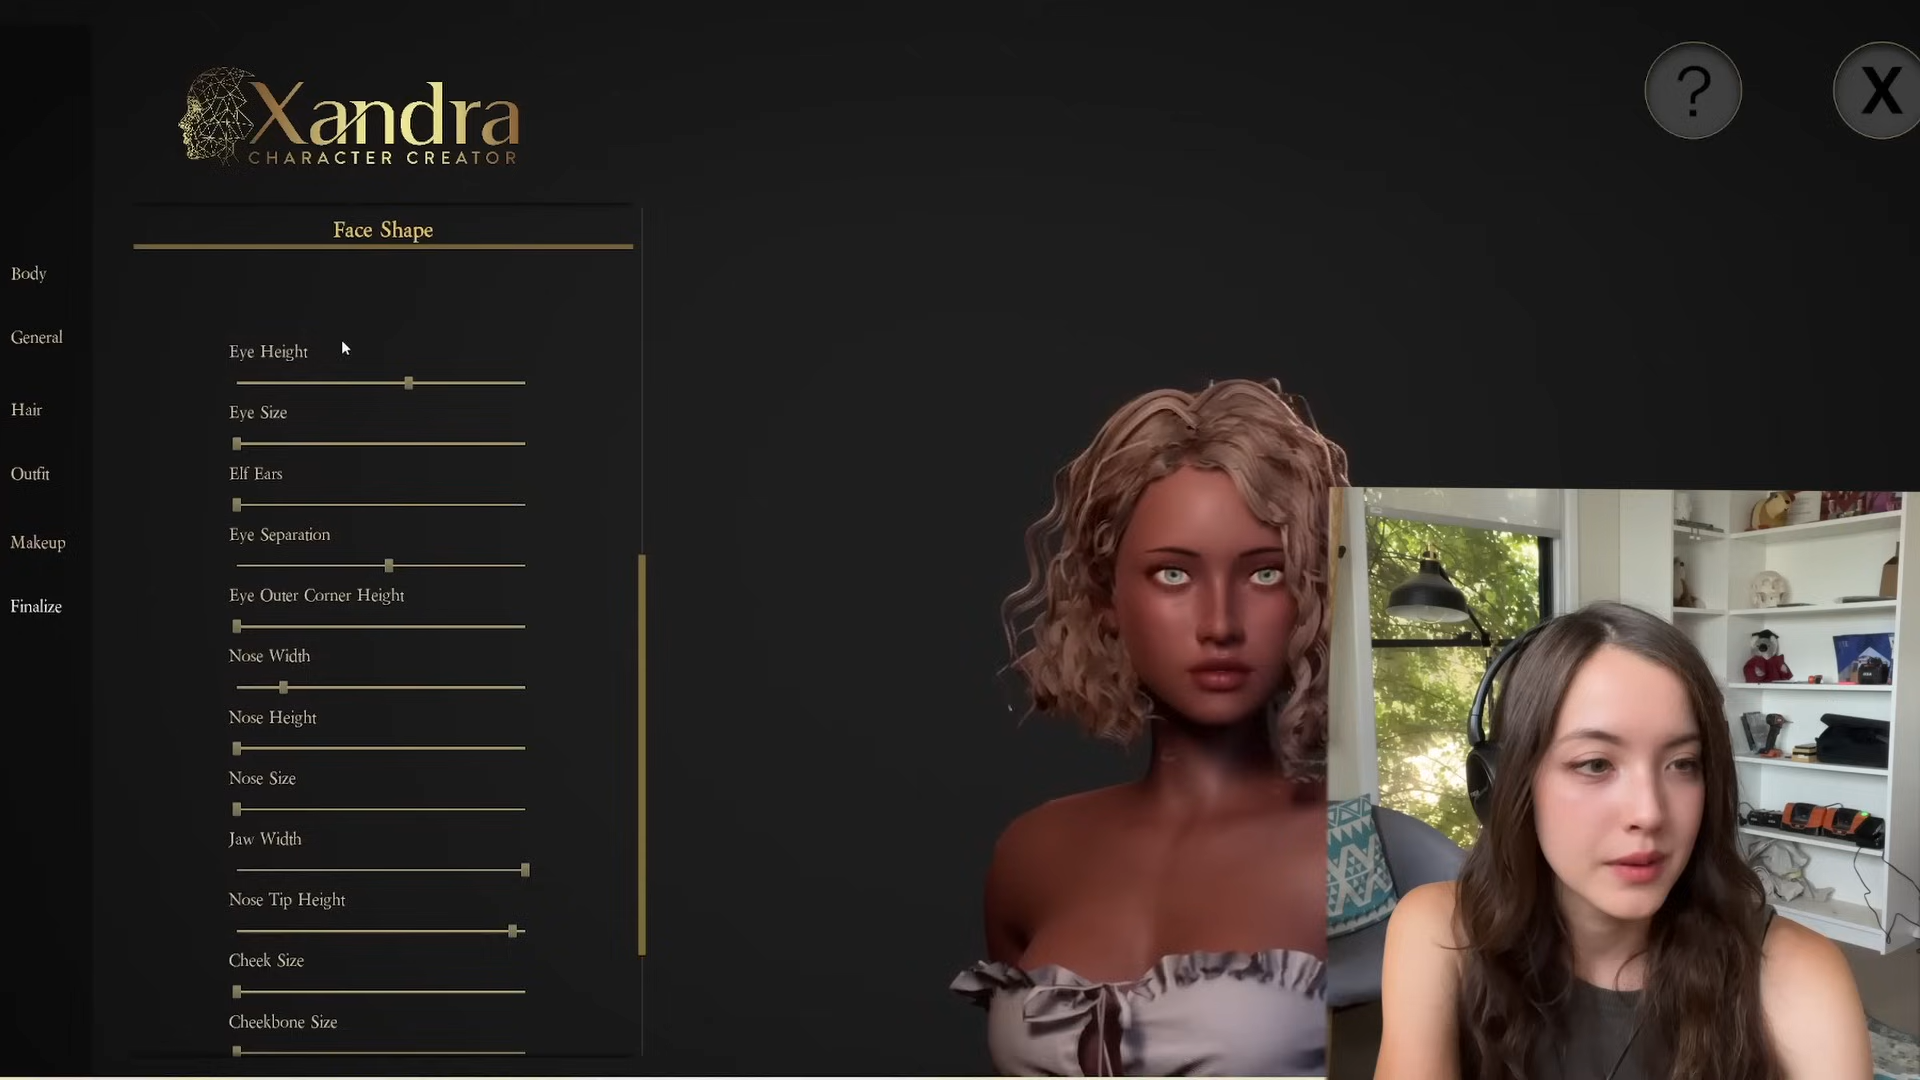 Xandra
CHARACTER CREATOR
?
X
Face Shape
Body
General
Hair
Outfit
Makeup
Finalize
Eye Height
Eye Size
Elf Ears
Eye Separation
Eye Outer Corner Height
Nose Width
Nose Height
Nose Size
Jaw Width
Nose Tip Height
Cheek Size
Cheekbone Size